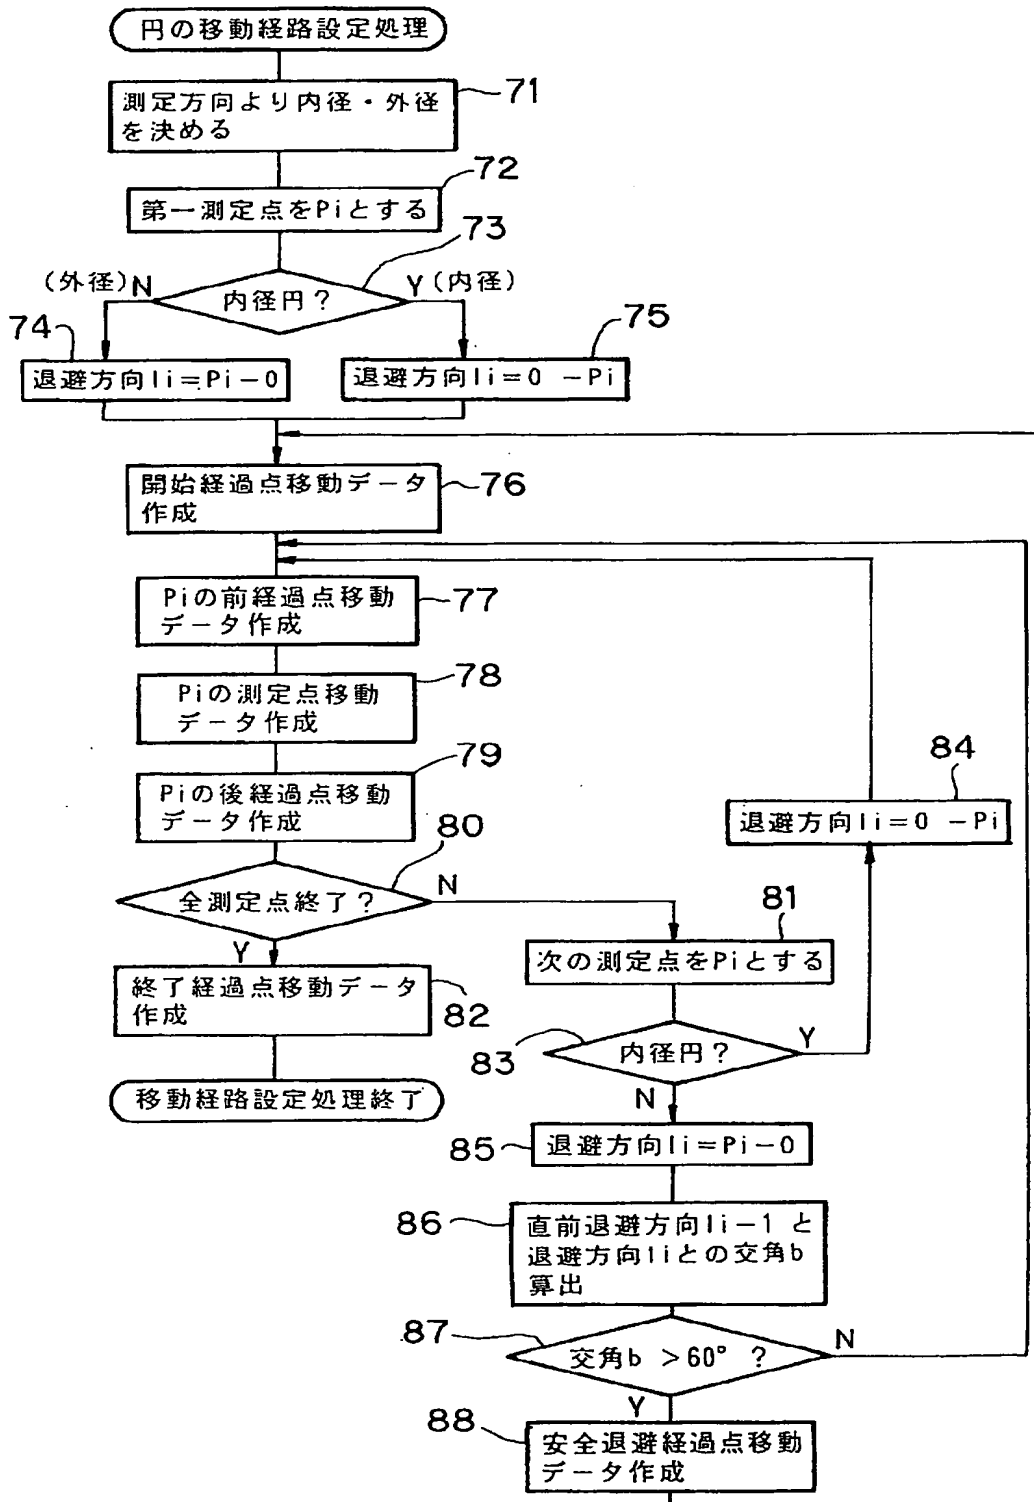 円の移動経路設定処理
71
測定方向より内径・外径
を決める
72
第一測定点をPiとする
73
(外径) N
Y (内径)
内径円?
74
75
退避方向li=Pi-0
退避方向li=0 -Pi
開始経過点移動データ
作成
76
Piの前経過点移動
データ作成
77
Piの測定点移動
データ作成
78
Piの後経過点移動
データ作成
79
80
全測定点終了?
N
Y
84
退避方向li=0 -Pi
81
次の測定点をPiとする
終了経過点移動データ
作成
82
83
内径円?
Y
N
移動経路設定処理終了
85
退避方向li=Pi-0
86
直前退避方向li-1と
退避方向liとの交角b
算出
87
交角b >60° ?
N
Y
88
安全退避経過点移動
データ作成